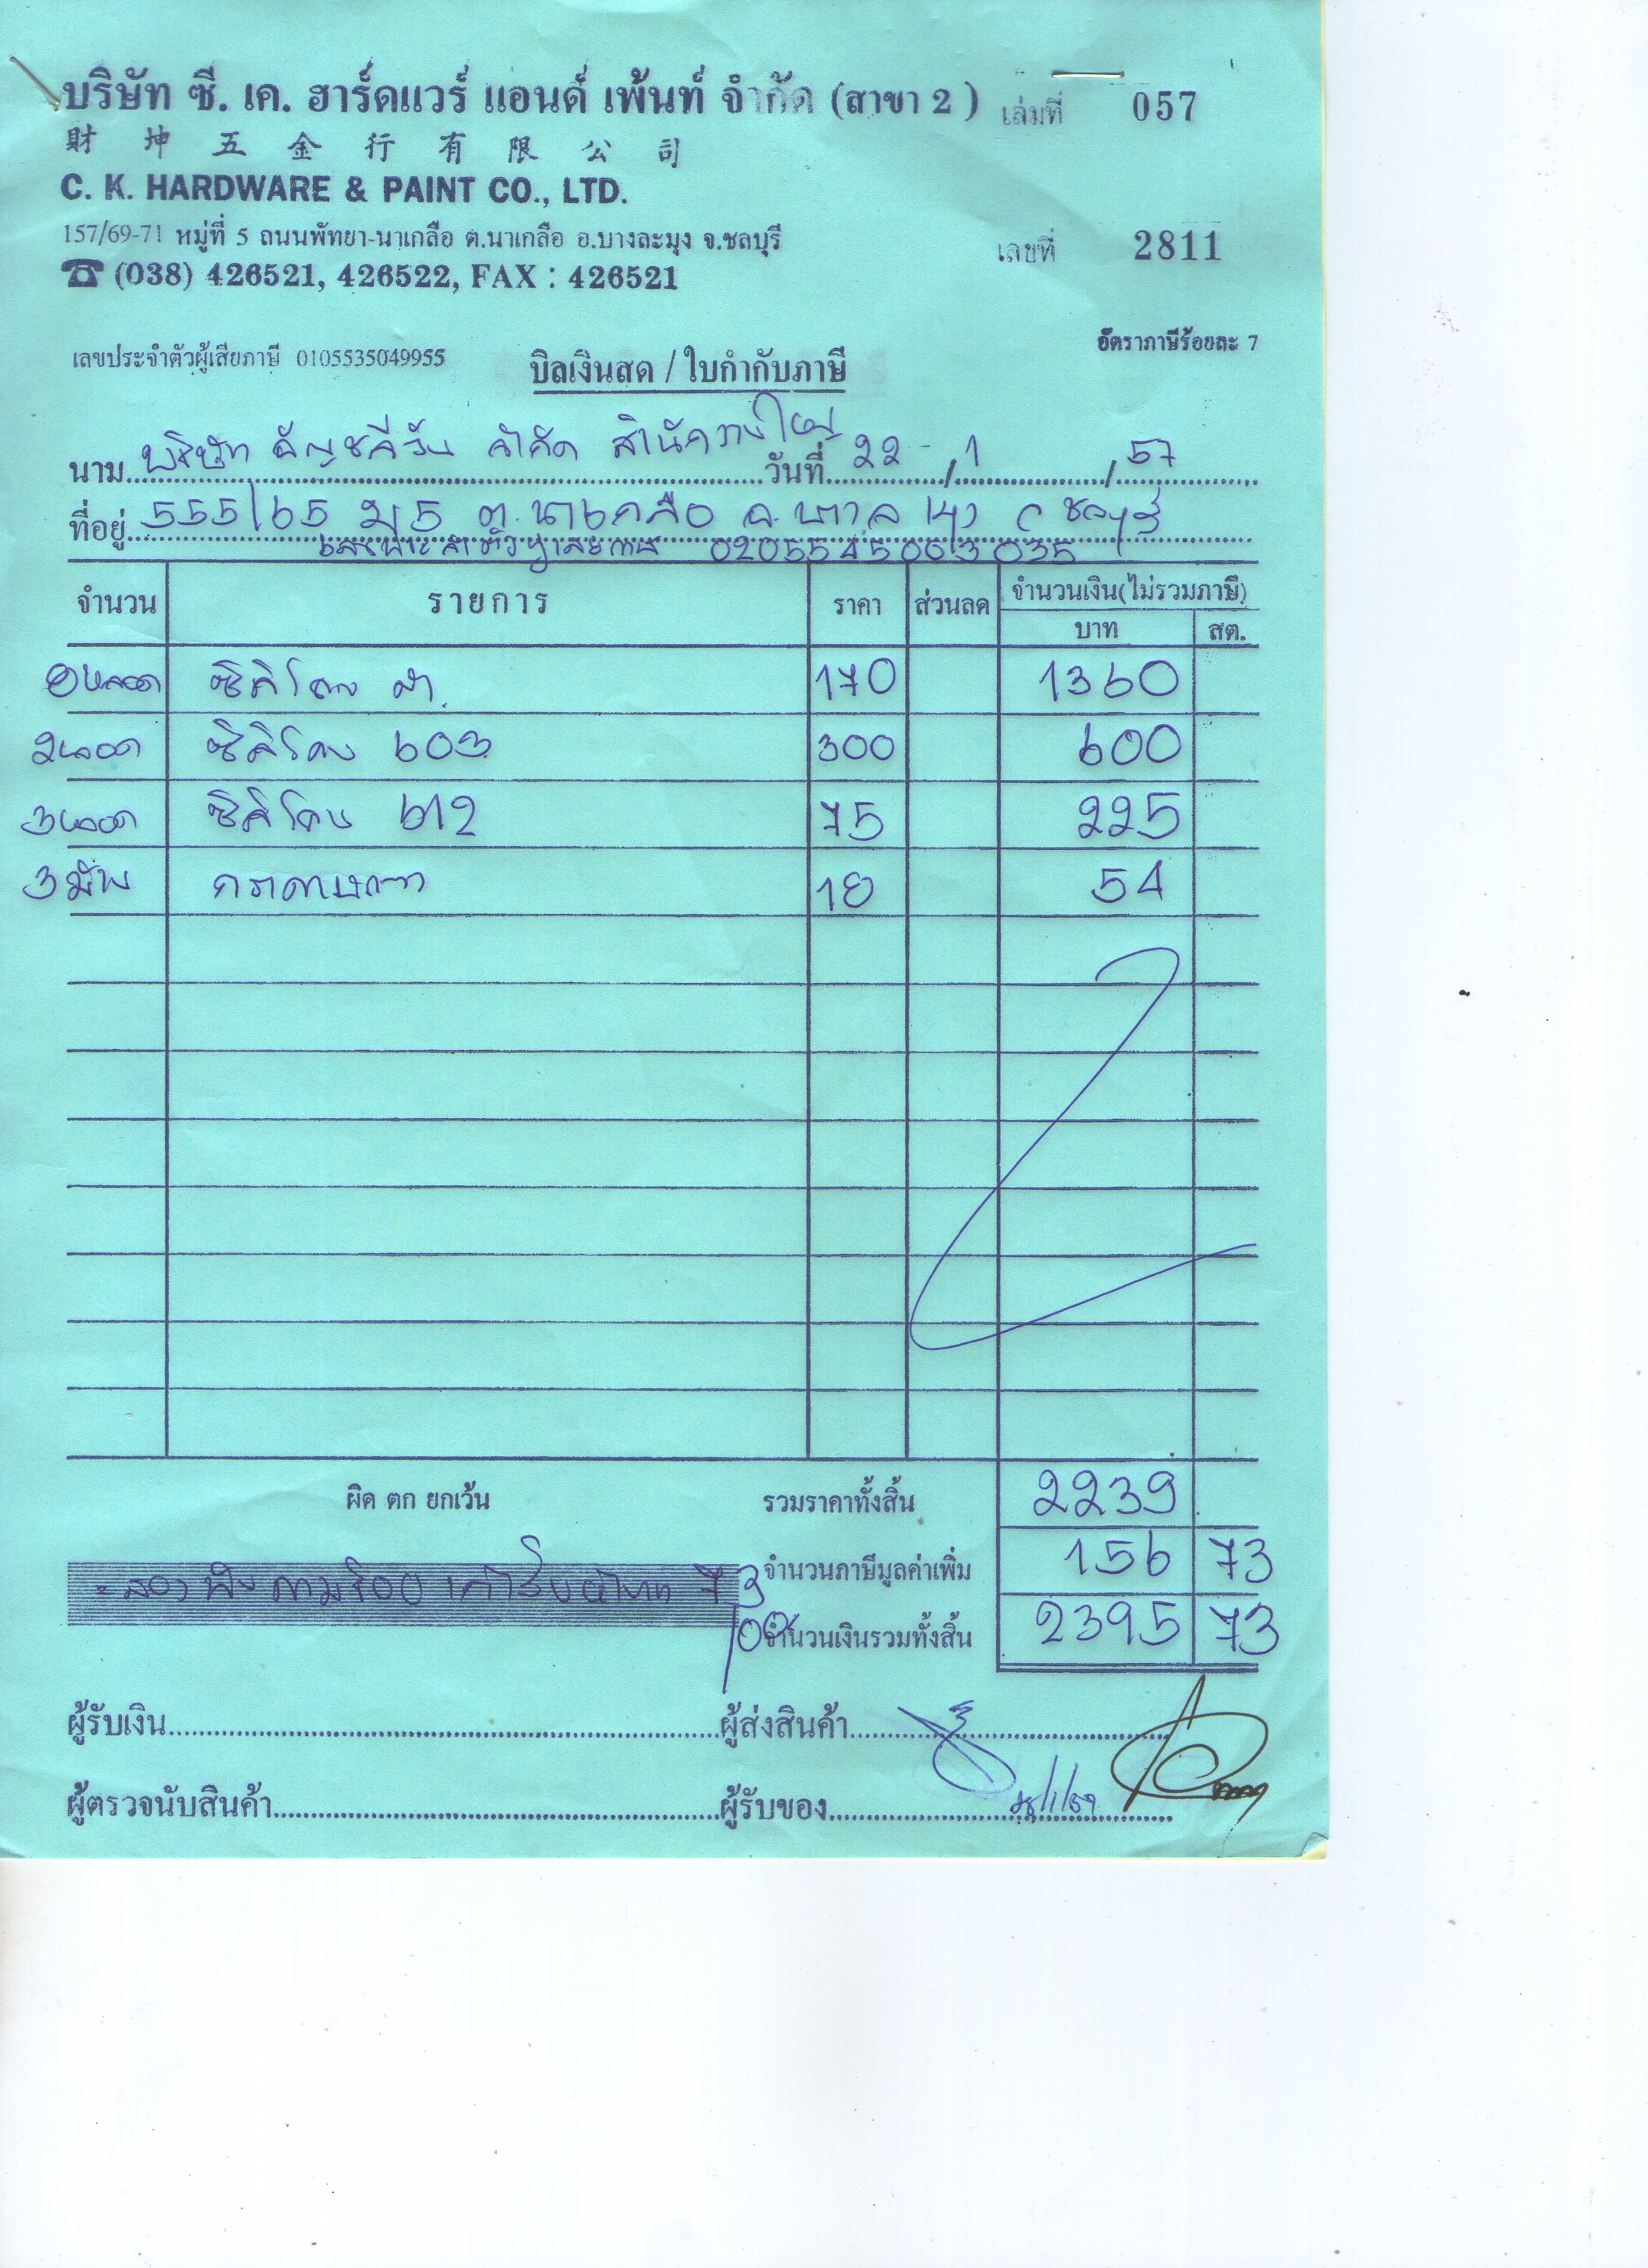 บริษัท ซี. เค. ฮาร์ดแวร์ แอนด์ เพ้นท์ จำกัด (สาขา 2 ) เล่มที่ 057
財 坤 五 金 行 有 限 公 司
C. K. HARDWARE & PAINT CO., LTD.
157/69-71 หมู่ที่ 5 ถนนพัทยา-นาเกลือ ต.นาเกลือ อ.บางละมุง จ.ชลบุรี
เลขที่ 2811
☎ (038) 426521, 426522, FAX : 426521
อัตราภาษีร้อยละ 7
เลขประจำตัวผู้เสียภาษี 0105535049955 บิลเงินสด / ใบกำกับภาษี
นาม บริษัท จำกัด สำนักงานใหญ่ วันที่ 22 / 1 / 57
ที่อยู่ 555/65 ม 5 ต.นาเกลือ อ.บางละมุง จ ชลบุรี
เลขประจำตัวผู้เสียภาษี 0205545003035
จำนวน รายการ ราคา ส่วนลด จำนวนเงิน(ไม่รวมภาษี)
บาท สต.
8หลอด ซิลิโคน ดำ 170 1360
2หลอด ซิลิโคน 603 300 600
3หลอด ซิลิโคน 612 75 225
3 กระดาษกาว 18 54
ผิด ตก ยกเว้น รวมราคาทั้งสิ้น 2239
จำนวนภาษีมูลค่าเพิ่ม 156 73
=สองพันสามร้อยเก้าสิบห้าบาท 73/100
จำนวนเงินรวมทั้งสิ้น 2395 73
ผู้รับเงิน ผู้ส่งสินค้า
ผู้ตรวจนับสินค้า ผู้รับของ